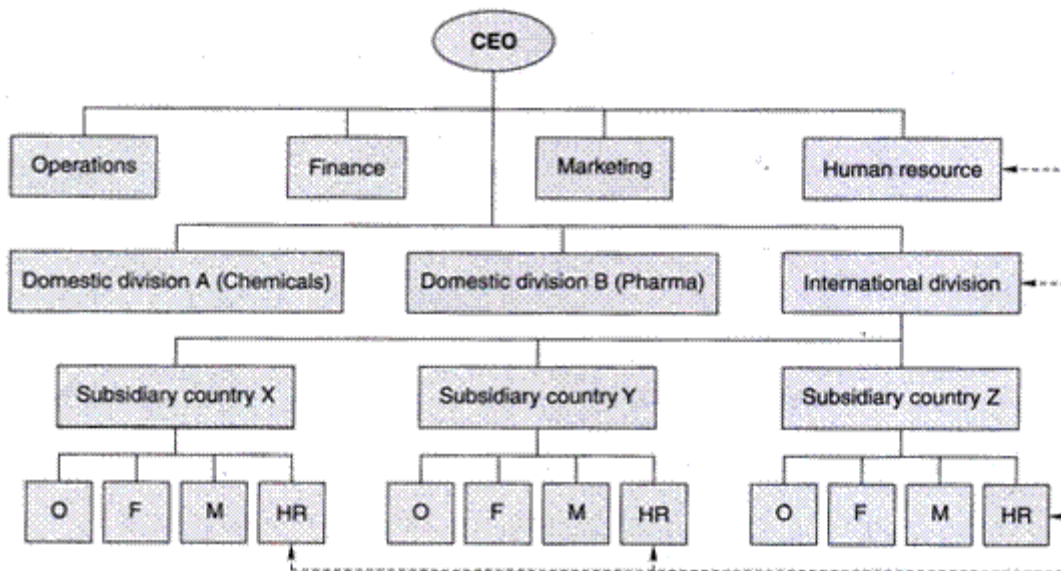 CEO
Operations
Finance
Marketing
Human resource
Domestic division A (Chemicals)
Domestic division B (Pharma)
International division
Subsidiary country X
Subsidiary country Y
Subsidiary country Z
O
F
M
HR
O
F
M
HR
O
F
M
HR